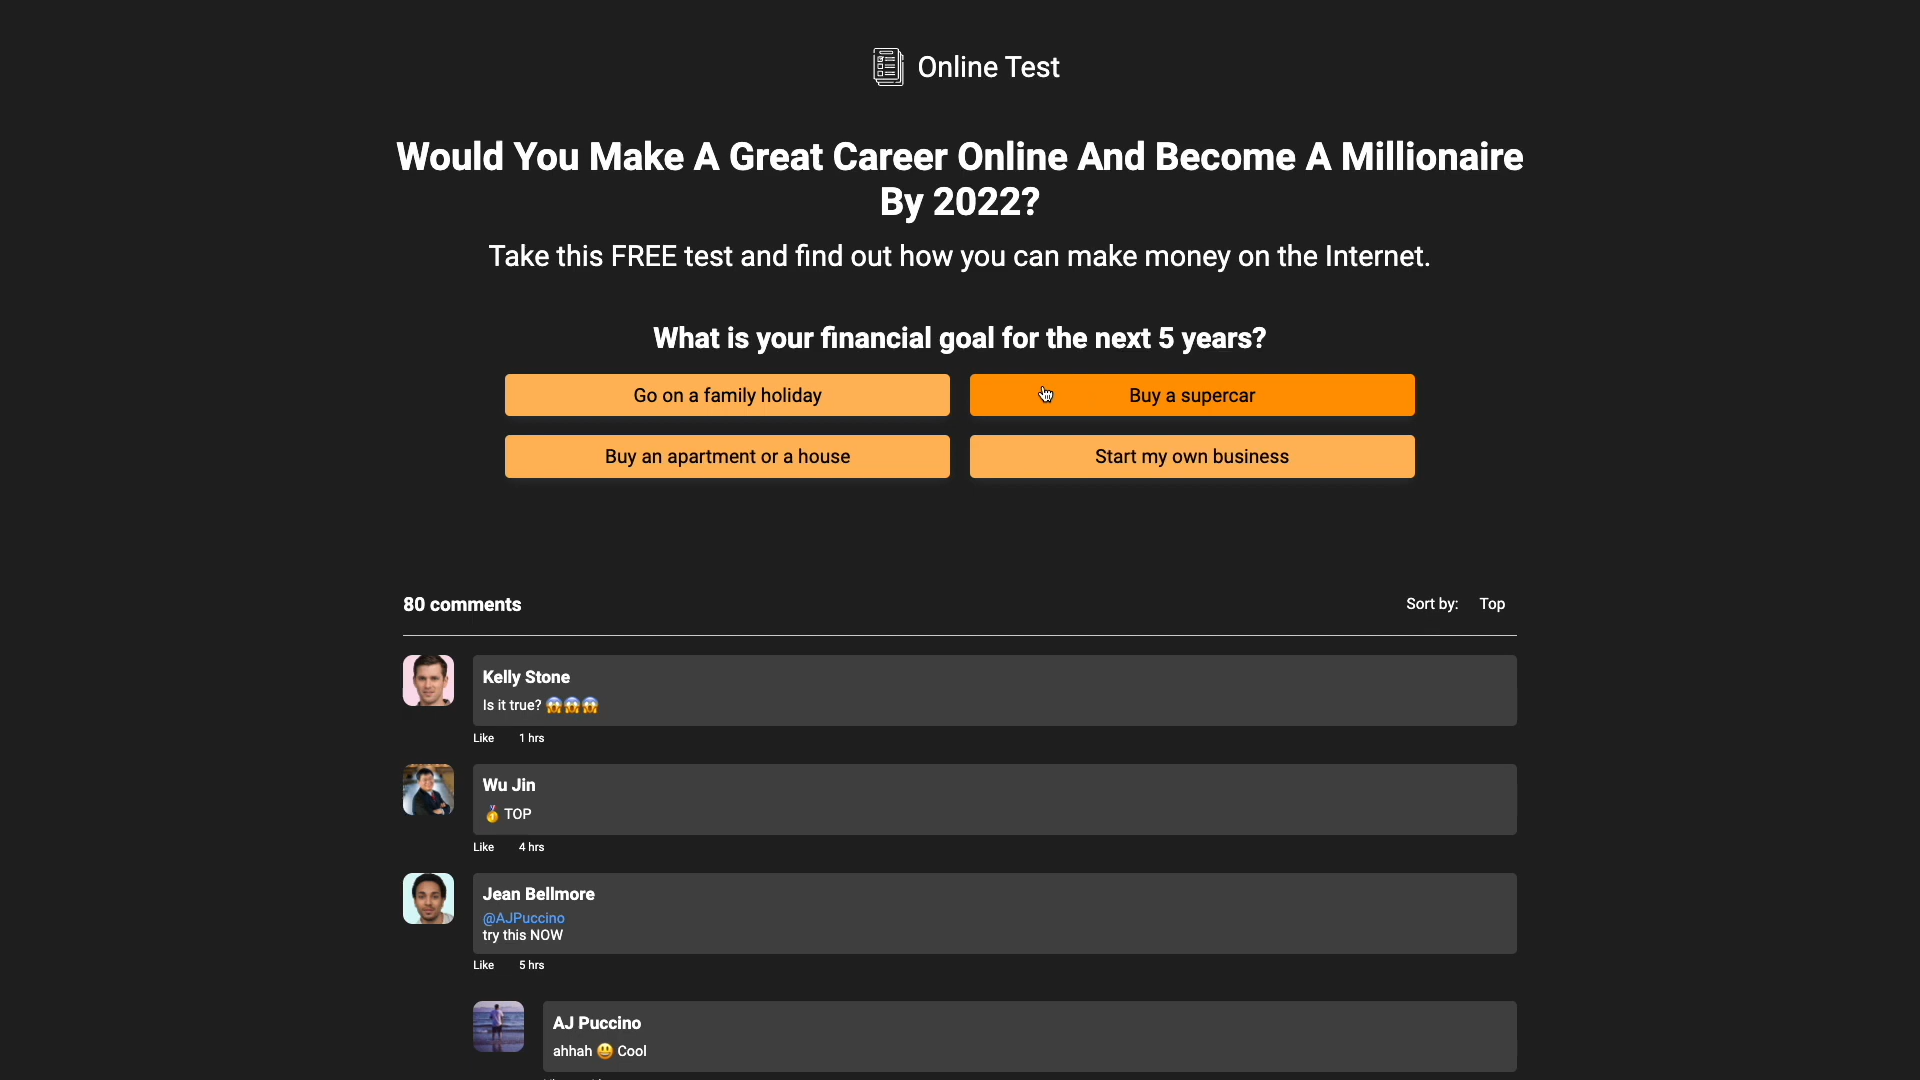 Online Test
Would You Make A Great Career Online And Become A Millionaire
By 2022?
Take this FREE test and find out how you can make money on the Internet.
What is your financial goal for the next 5 years?
Go on a family holiday
Buy a supercar
Buy an apartment or a house
Start my own business
80 comments
Sort by: Top
Kelly Stone
Is it true? 😱😱😱
Like 1 hrs
Wu Jin
🥇 TOP
Like 4 hrs
Jean Bellmore
@AJPuccino
try this NOW
Like 5 hrs
AJ Puccino
ahhah 😃 Cool